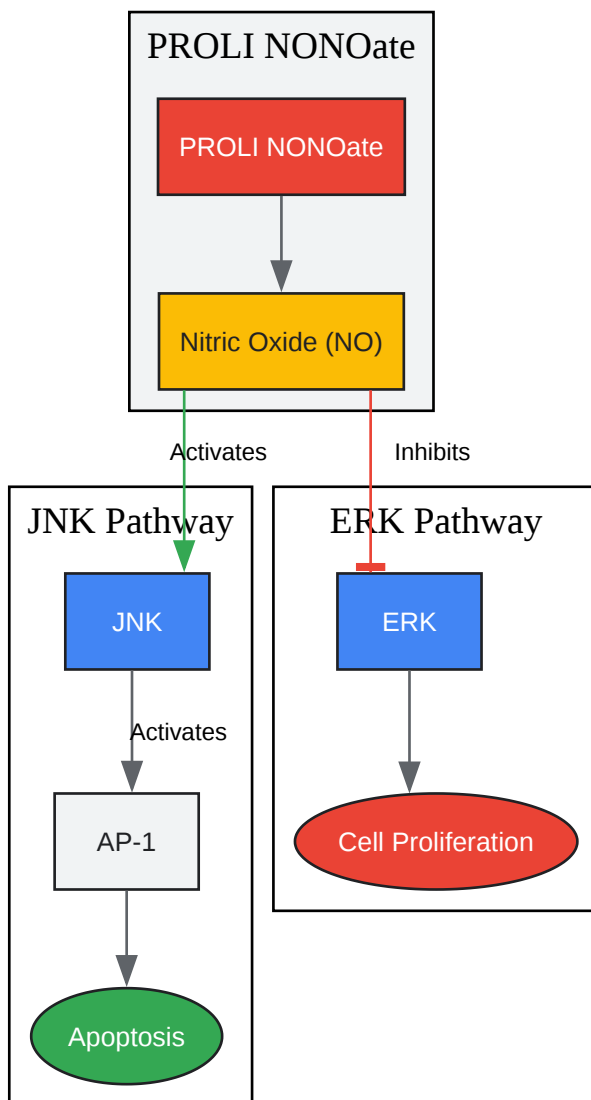 PROLI NONOate
PROLI NONOate
Nitric Oxide (NO)
Activates
Inhibits
JNK Pathway
JNK
Activates
AP-1
Apoptosis
ERK Pathway
ERK
Cell Proliferation